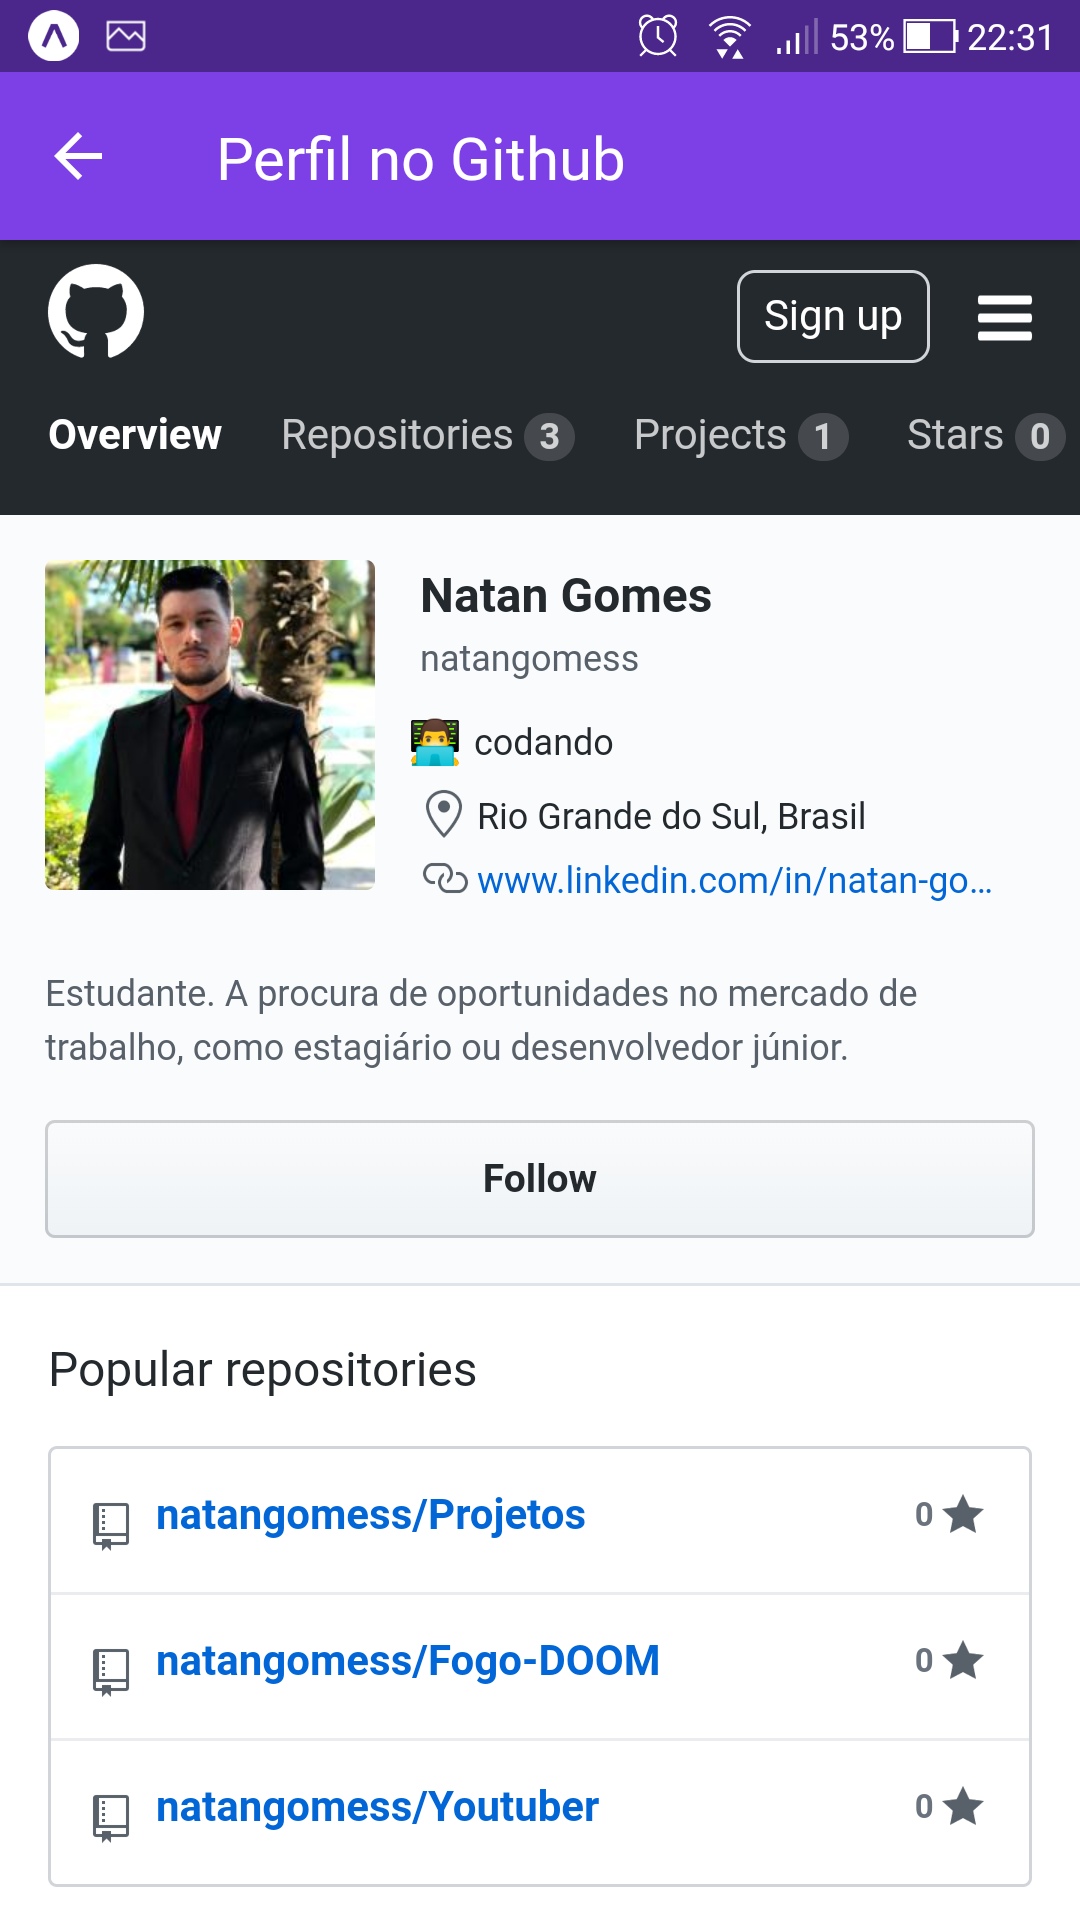 53% 22:31
Perfil no Github
Sign up
Overview Repositories 3 Projects 1 Stars 0
Natan Gomes
natangomess
codando
Rio Grande do Sul, Brasil
www.linkedin.com/in/natan-go…
Estudante. A procura de oportunidades no mercado de
trabalho, como estagiário ou desenvolvedor júnior.
Follow
Popular repositories
natangomess/Projetos 0
natangomess/Fogo-DOOM 0
natangomess/Youtuber 0